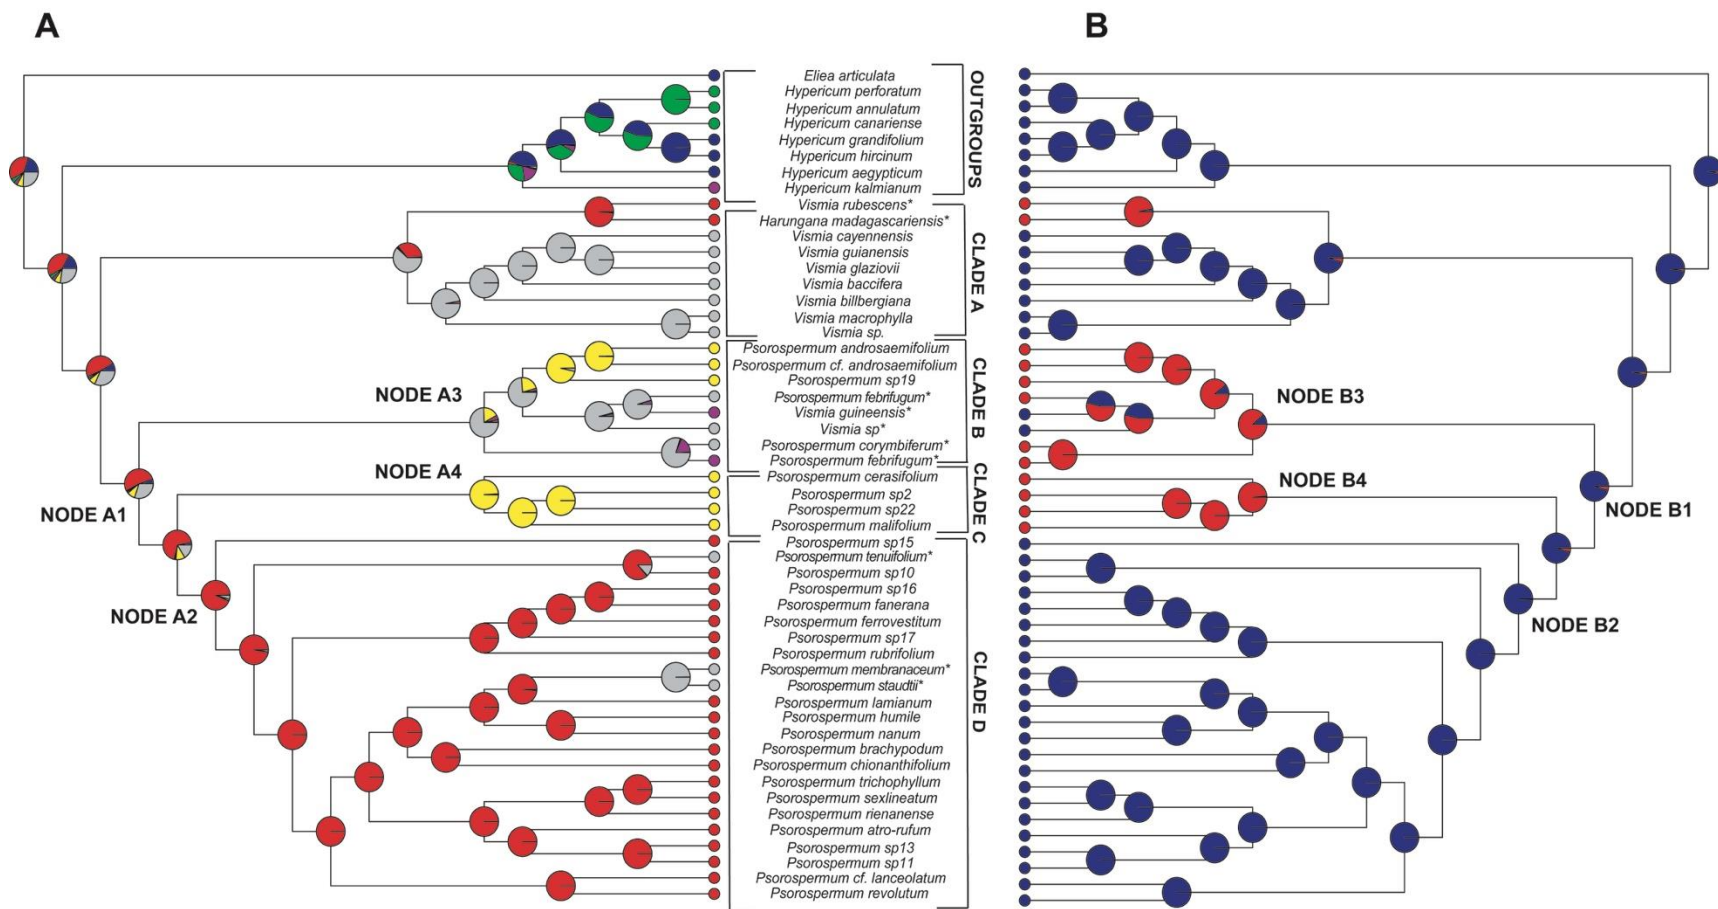 A
B
Eliea articulata
Hypericum perforatum
Hypericum annulatum
Hypericum canariense
Hypericum grandifolium
Hypericum hircinum
Hypericum aegypticum
Hypericum kalmianum
OUTGROUPS
Vismia rubescens*
Harungana madagascariensis*
Vismia cayennensis
Vismia guianensis
Vismia glaziovii
Vismia baccifera
Vismia billbergiana
Vismia macrophylla
Vismia sp.
CLADE A
Psorospermum androsaemifolium
Psorospermum cf. androsaemifolium
Psorospermum sp19
Psorospermum febrifugum*
Vismia guineensis*
Vismia sp*
Psorospermum corymbiferum*
Psorospermum febrifugum*
CLADE B
Psorospermum cerasifolium
Psorospermum sp2
Psorospermum sp22
Psorospermum malifolium
CLADE C
Psorospermum sp15
Psorospermum tenuifolium*
Psorospermum sp10
Psorospermum sp16
Psorospermum fanerana
Psorospermum ferrovestitum
Psorospermum sp17
Psorospermum rubrifolium
Psorospermum membranaceum*
Psorospermum staudtii*
Psorospermum lamianum
Psorospermum humile
Psorospermum nanum
Psorospermum brachypodum
Psorospermum chionanthifolium
Psorospermum trichophyllum
Psorospermum sexlineatum
Psorospermum rienanense
Psorospermum atro-rufum
Psorospermum sp13
Psorospermum sp11
Psorospermum cf. lanceolatum
Psorospermum revolutum
CLADE D
NODE A3
NODE A4
NODE A1
NODE A2
NODE B3
NODE B4
NODE B1
NODE B2